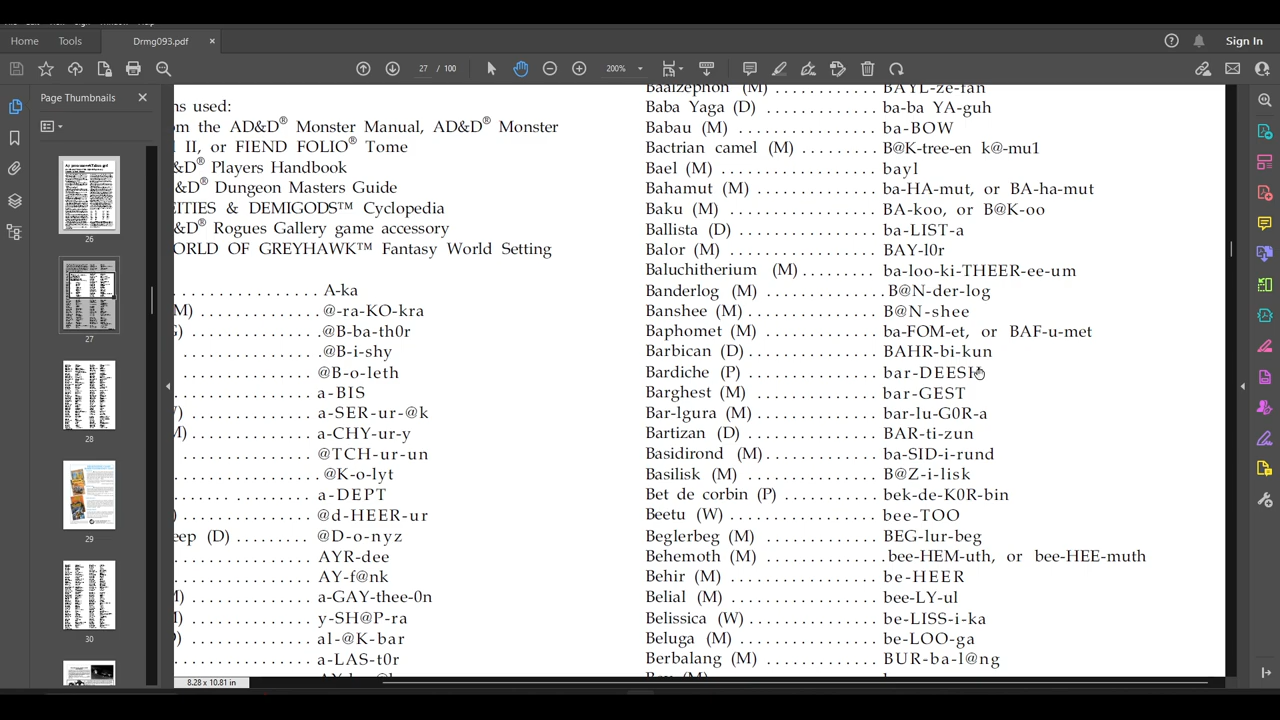 Home Tools Drmg093.pdf × Sign In
27 / 100 200%
Page Thumbnails
26
27
28
29
30
ns used:
om the AD&D® Monster Manual, AD&D® Monster
l II, or FIEND FOLIO® Tome
&D® Players Handbook
&D® Dungeon Masters Guide
EITIES & DEMIGODS™ Cyclopedia
&D® Rogues Gallery game accessory
ORLD OF GREYHAWK™ Fantasy World Setting
. . . . . . . . . . . . . . . . A-ka
M) . . . . . . . . . . . . . . . @-ra-KO-kra
G) . . . . . . . . . . . . . . . @B-ba-th0r
. . . . . . . . . . . . . . . . @B-i-shy
. . . . . . . . . . . . . . . . @B-o-leth
. . . . . . . . . . . . . . . . a-BIS
V) . . . . . . . . . . . . . . . a-SER-ur-@k
M) . . . . . . . . . . . . . . . a-CHY-ur-y
. . . . . . . . . . . . . . . . @TCH-ur-un
. . . . . . . . . . . . . . . . @K-o-lyt
. . . . . . . . . . . . . . . . a-DEPT
) . . . . . . . . . . . . . . . @d-HEER-ur
eep (D) . . . . . . . . . @D-o-nyz
. . . . . . . . . . . . . . . . AYR-dee
. . . . . . . . . . . . . . . . AY-f@nk
M) . . . . . . . . . . . . . . . a-GAY-thee-0n
. . . . . . . . . . . . . . . . y-SH@P-ra
D) . . . . . . . . . . . . . . . al-@K-bar
. . . . . . . . . . . . . . . . a-LAS-t0r
Baalzephon (M) . . . . . . . . . . . BAYL-ze-fan
Baba Yaga (D) . . . . . . . . . . . . ba-ba YA-guh
Babau (M) . . . . . . . . . . . . . . ba-BOW
Bactrian camel (M) . . . . . . . . . B@K-tree-en k@-mu1
Bael (M) . . . . . . . . . . . . . . . bayl
Bahamut (M) . . . . . . . . . . . . . ba-HA-mut, or BA-ha-mut
Baku (M) . . . . . . . . . . . . . . . BA-koo, or B@K-oo
Ballista (D) . . . . . . . . . . . . . ba-LIST-a
Balor (M) . . . . . . . . . . . . . . . BAY-l0r
Baluchitherium (M) . . . . . . . . . ba-loo-ki-THEER-ee-um
Banderlog (M) . . . . . . . . . . . . B@N-der-log
Banshee (M) . . . . . . . . . . . . . B@N-shee
Baphomet (M) . . . . . . . . . . . . ba-FOM-et, or BAF-u-met
Barbican (D) . . . . . . . . . . . . . BAHR-bi-kun
Bardiche (P) . . . . . . . . . . . . . bar-DEESH
Barghest (M) . . . . . . . . . . . . . bar-GEST
Bar-lgura (M) . . . . . . . . . . . . bar-lu-G0R-a
Bartizan (D) . . . . . . . . . . . . . BAR-ti-zun
Basidirond (M) . . . . . . . . . . . . ba-SID-i-rund
Basilisk (M) . . . . . . . . . . . . . B@Z-i-lisk
Bet de corbin (P) . . . . . . . . . . bek-de-K0R-bin
Beetu (W) . . . . . . . . . . . . . . bee-TOO
Beglerbeg (M) . . . . . . . . . . . . BEG-lur-beg
Behemoth (M) . . . . . . . . . . . . bee-HEM-uth, or bee-HEE-muth
Behir (M) . . . . . . . . . . . . . . be-HEER
Belial (M) . . . . . . . . . . . . . . bee-LY-ul
Belissica (W) . . . . . . . . . . . . . be-LISS-i-ka
Beluga (M) . . . . . . . . . . . . . . be-LOO-ga
Berbalang (M) . . . . . . . . . . . . BUR-ba-l@ng
8.28 x 10.81 in